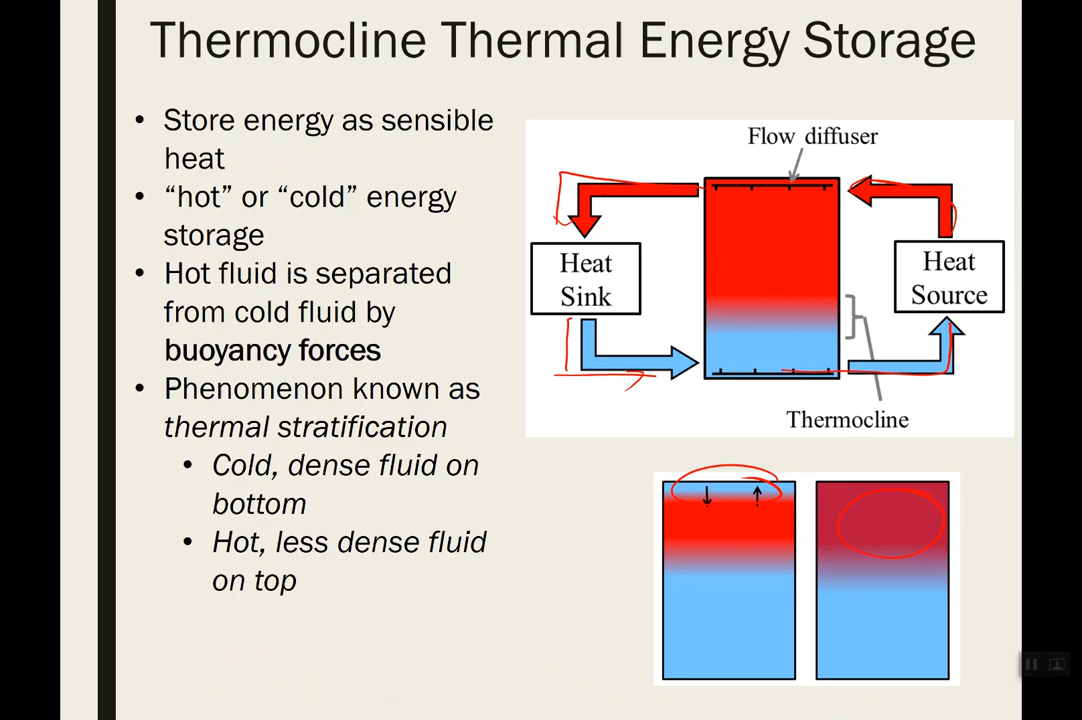 Thermocline Thermal Energy Storage
• Store energy as sensible
heat
• “hot” or “cold” energy
storage
• Hot fluid is separated
from cold fluid by
buoyancy forces
• Phenomenon known as
thermal stratification
• Cold, dense fluid on
bottom
• Hot, less dense fluid
on top
Flow diffuser
Heat
Sink
Heat
Source
Thermocline